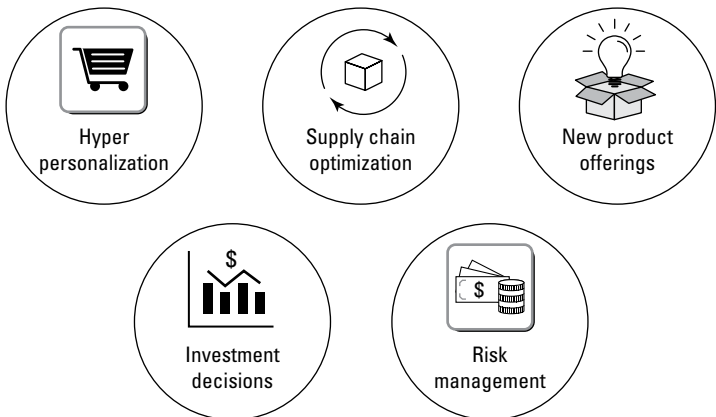 Hyper
personalization
Supply chain
optimization
New product
offerings
$
Investment
decisions
$
Risk
management